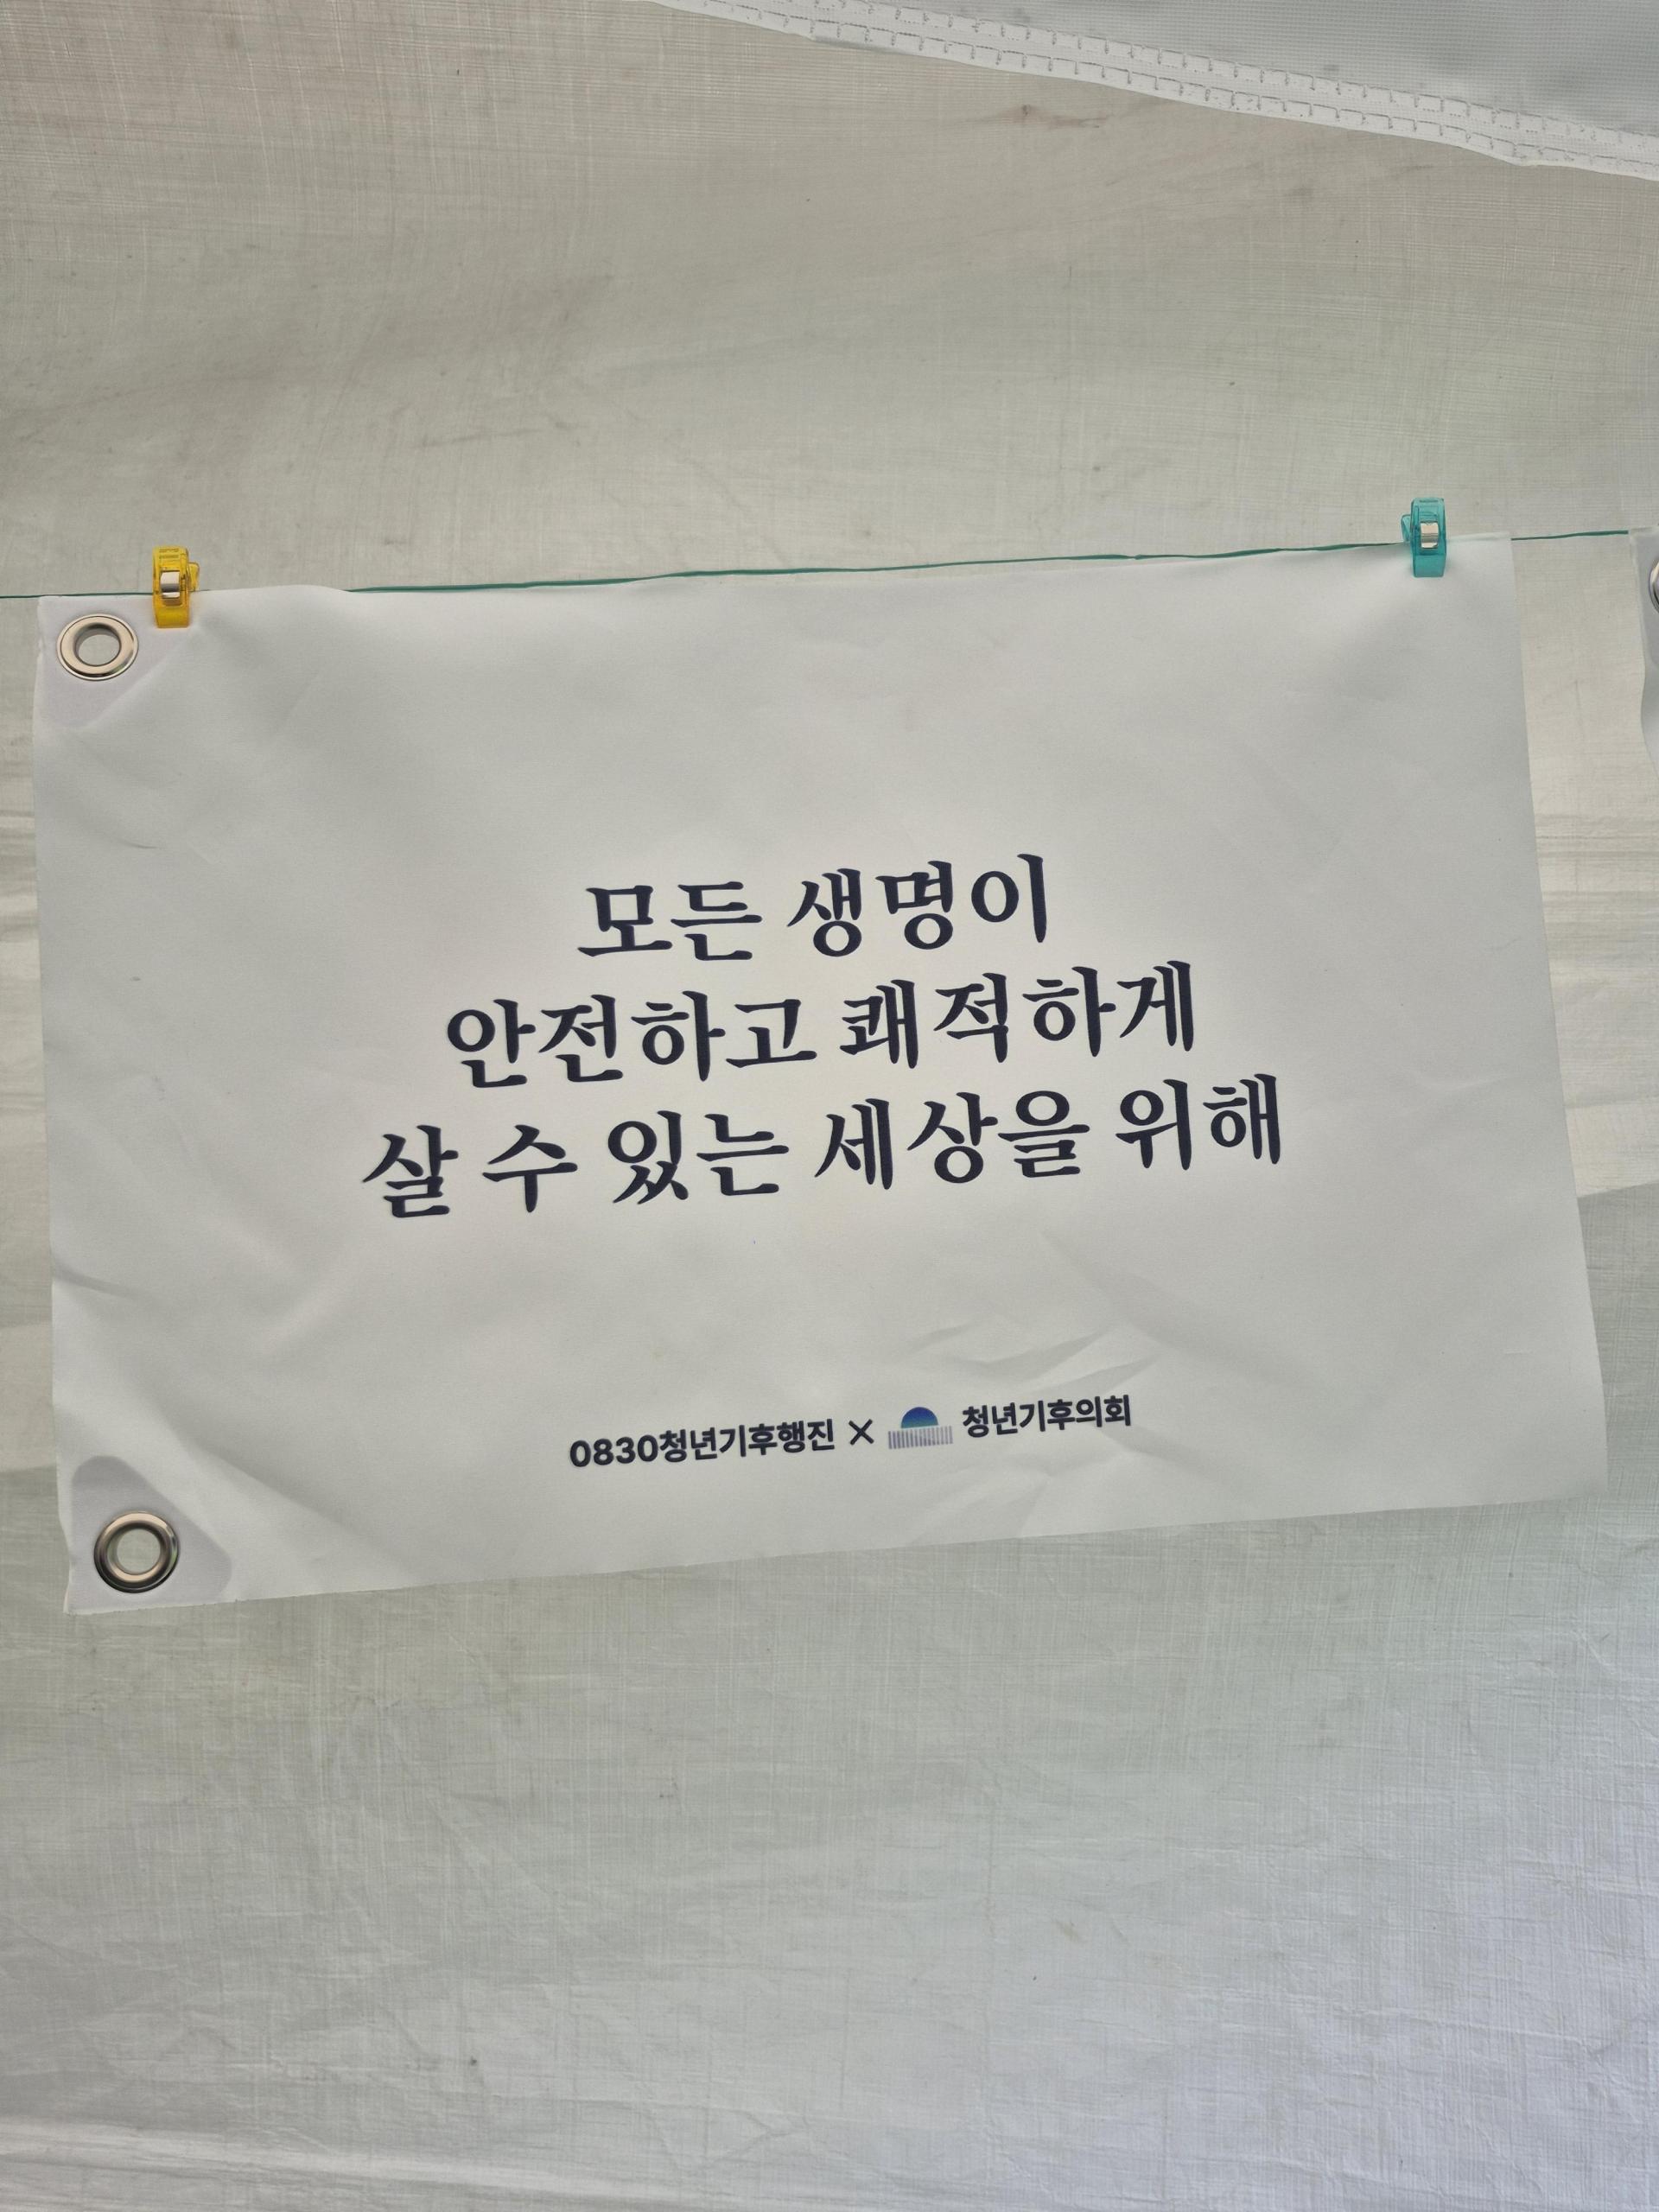 모든 생명이
안전하고 쾌적하게
살 수 있는 세상을 위해
0830청년기후행진 × 청년기후의회